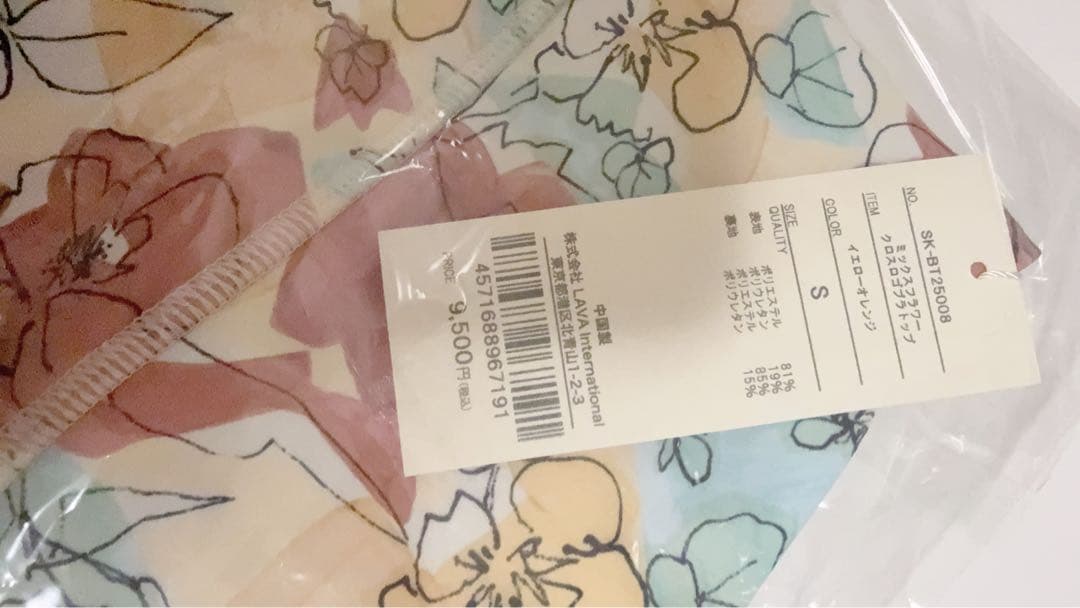 NO. SK-BT25008
ITEM ミックスフラワー
クロスロゴブラトップ
COLOR イエローオレンジ
SIZE S
QUALITY
表地 ポリエステル 81%
ポリウレタン 19%
裏地 ポリエステル 85%
ポリウレタン 15%
中国製
株式会社 LAVA International
東京都港区北青山1-2-3
4571688967191
PRICE 9,500円(税込)